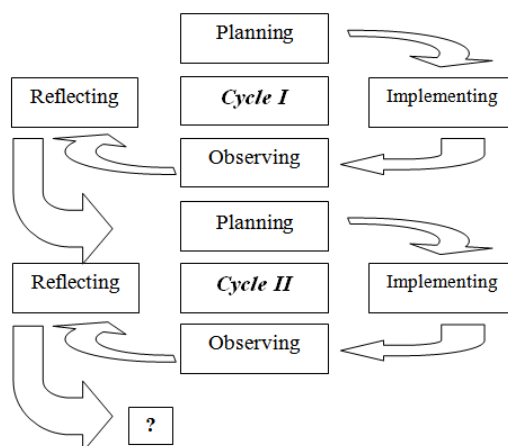 Planning
Reflecting
Cycle I
Implementing
Observing
Planning
Reflecting
Cycle II
Implementing
Observing
?